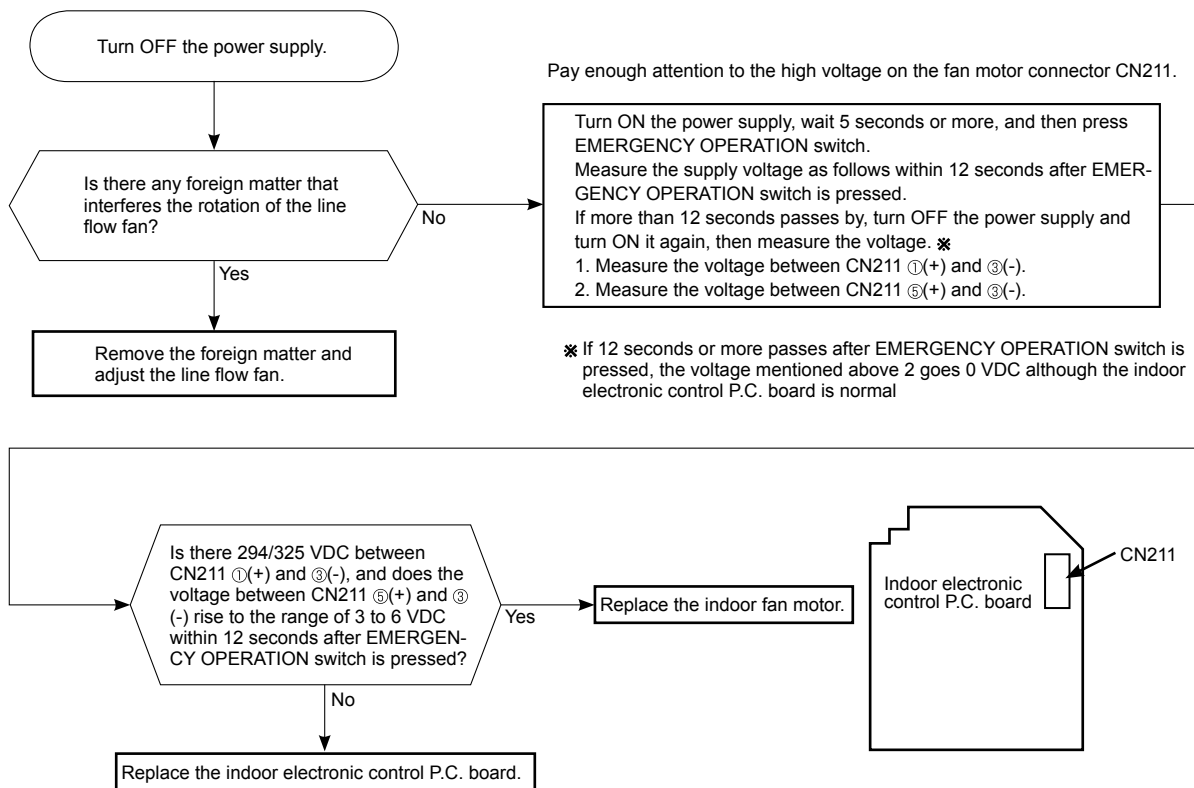 Turn OFF the power supply.
Is there any foreign matter that
interferes the rotation of the line
flow fan?
No
Yes
Remove the foreign matter and
adjust the line flow fan.
Pay enough attention to the high voltage on the fan motor connector CN211.
Turn ON the power supply, wait 5 seconds or more, and then press
EMERGENCY OPERATION switch.
Measure the supply voltage as follows within 12 seconds after EMER-
GENCY OPERATION switch is pressed.
If more than 12 seconds passes by, turn OFF the power supply and
turn ON it again, then measure the voltage. ※
1. Measure the voltage between CN211 ①(+) and ③(-).
2. Measure the voltage between CN211 ⑤(+) and ③(-).
※ If 12 seconds or more passes after EMERGENCY OPERATION switch is
pressed, the voltage mentioned above 2 goes 0 VDC although the indoor
electronic control P.C. board is normal
Is there 294/325 VDC between
CN211 ①(+) and ③(-), and does the
voltage between CN211 ⑤(+) and ③
(-) rise to the range of 3 to 6 VDC
within 12 seconds after EMERGEN-
CY OPERATION switch is pressed?
Yes
Replace the indoor fan motor.
No
Replace the indoor electronic control P.C. board.
Indoor electronic
control P.C. board
CN211